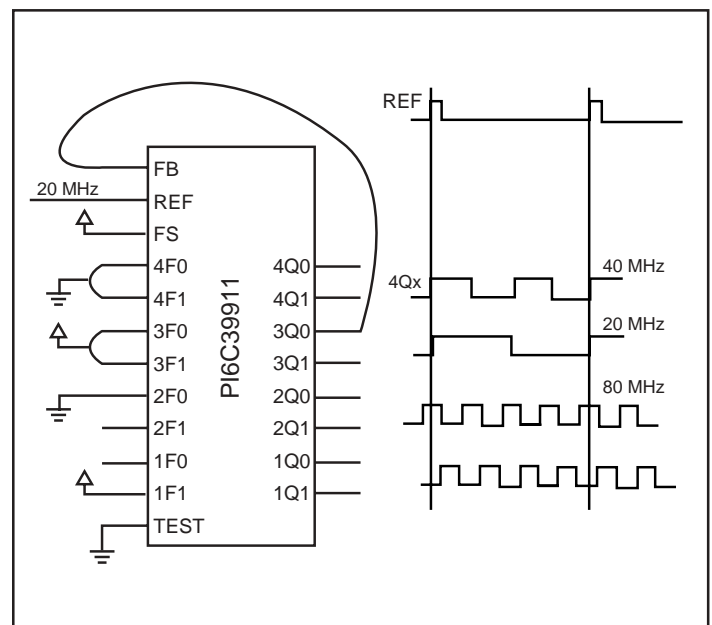 REF
FB
20 MHz
REF
FS
4F0
4Q0
40 MHz
4F1
4Q1
4Qx
3F0
3Q0
20 MHz
3F1
3Q1
PI6C39911
2F0
2Q0
80 MHz
2F1
2Q1
1F0
1Q0
1F1
1Q1
TEST